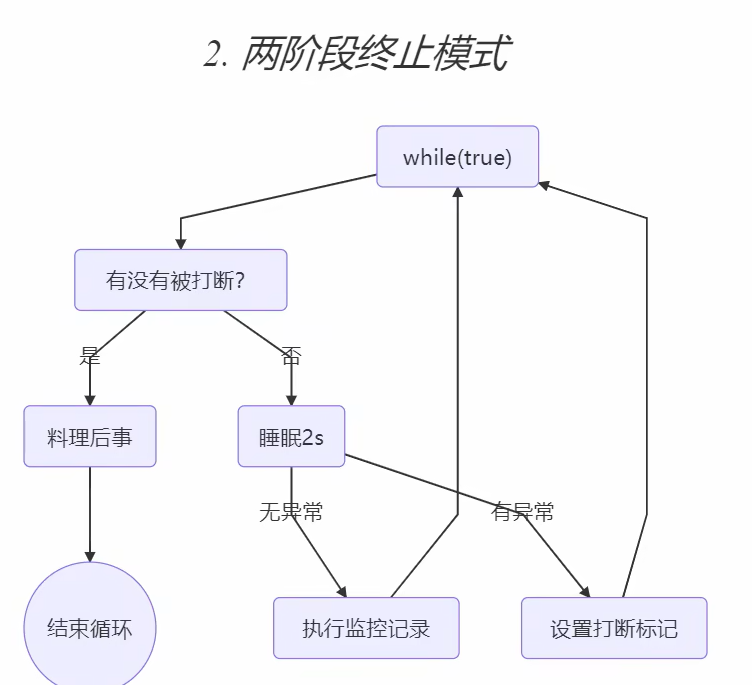 2. 两阶段终止模式
while(true)
有没有被打断?
是
否
料理后事
睡眠2s
无异常
有异常
结束循环
执行监控记录
设置打断标记